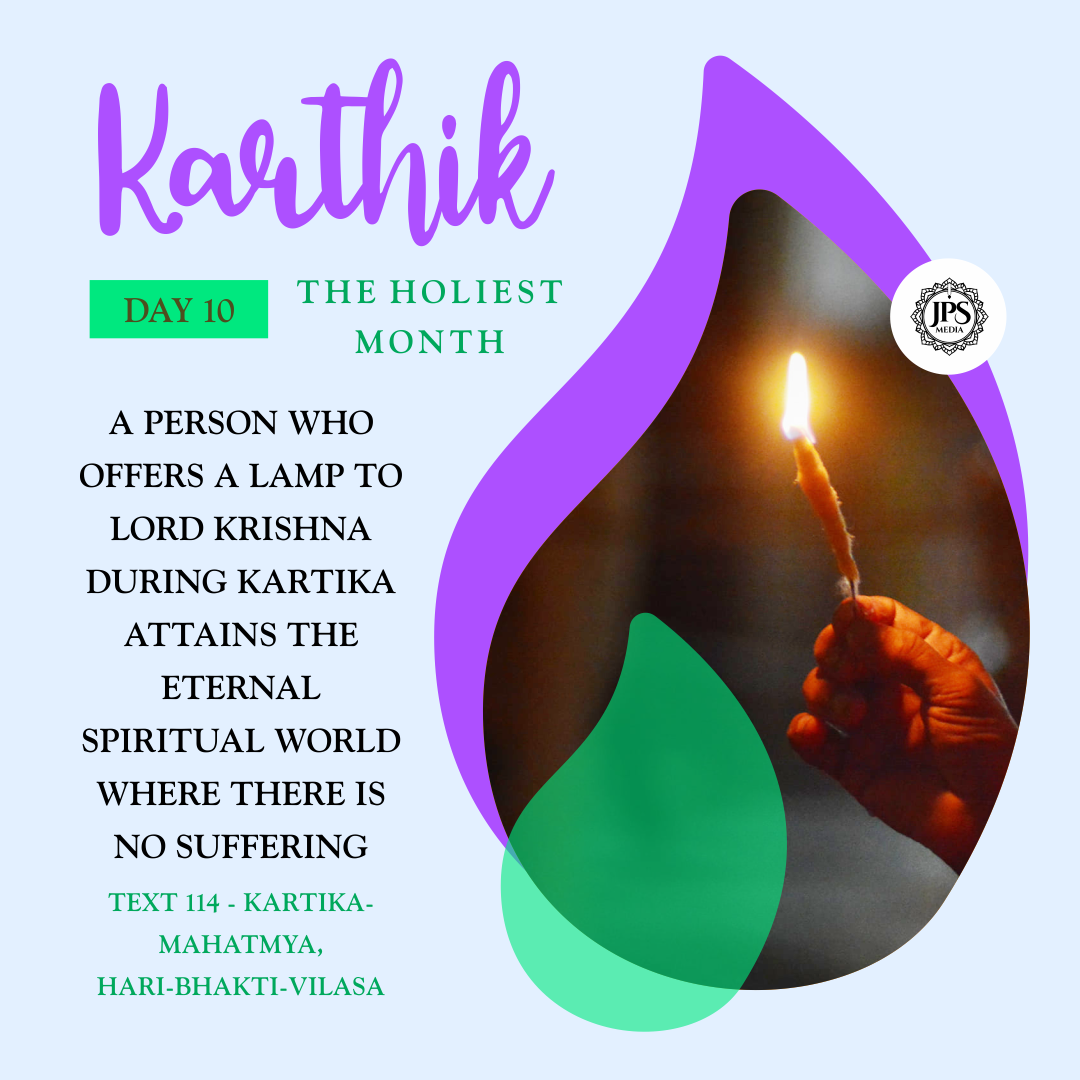 Karthik
DAY 10
THE HOLIEST
MONTH
JPS
MEDIA
A PERSON WHO
OFFERS A LAMP TO
LORD KRISHNA
DURING KARTIKA
ATTAINS THE
ETERNAL
SPIRITUAL WORLD
WHERE THERE IS
NO SUFFERING
TEXT 114 - KARTIKA-
MAHATMYA,
HARI-BHAKTI-VILASA